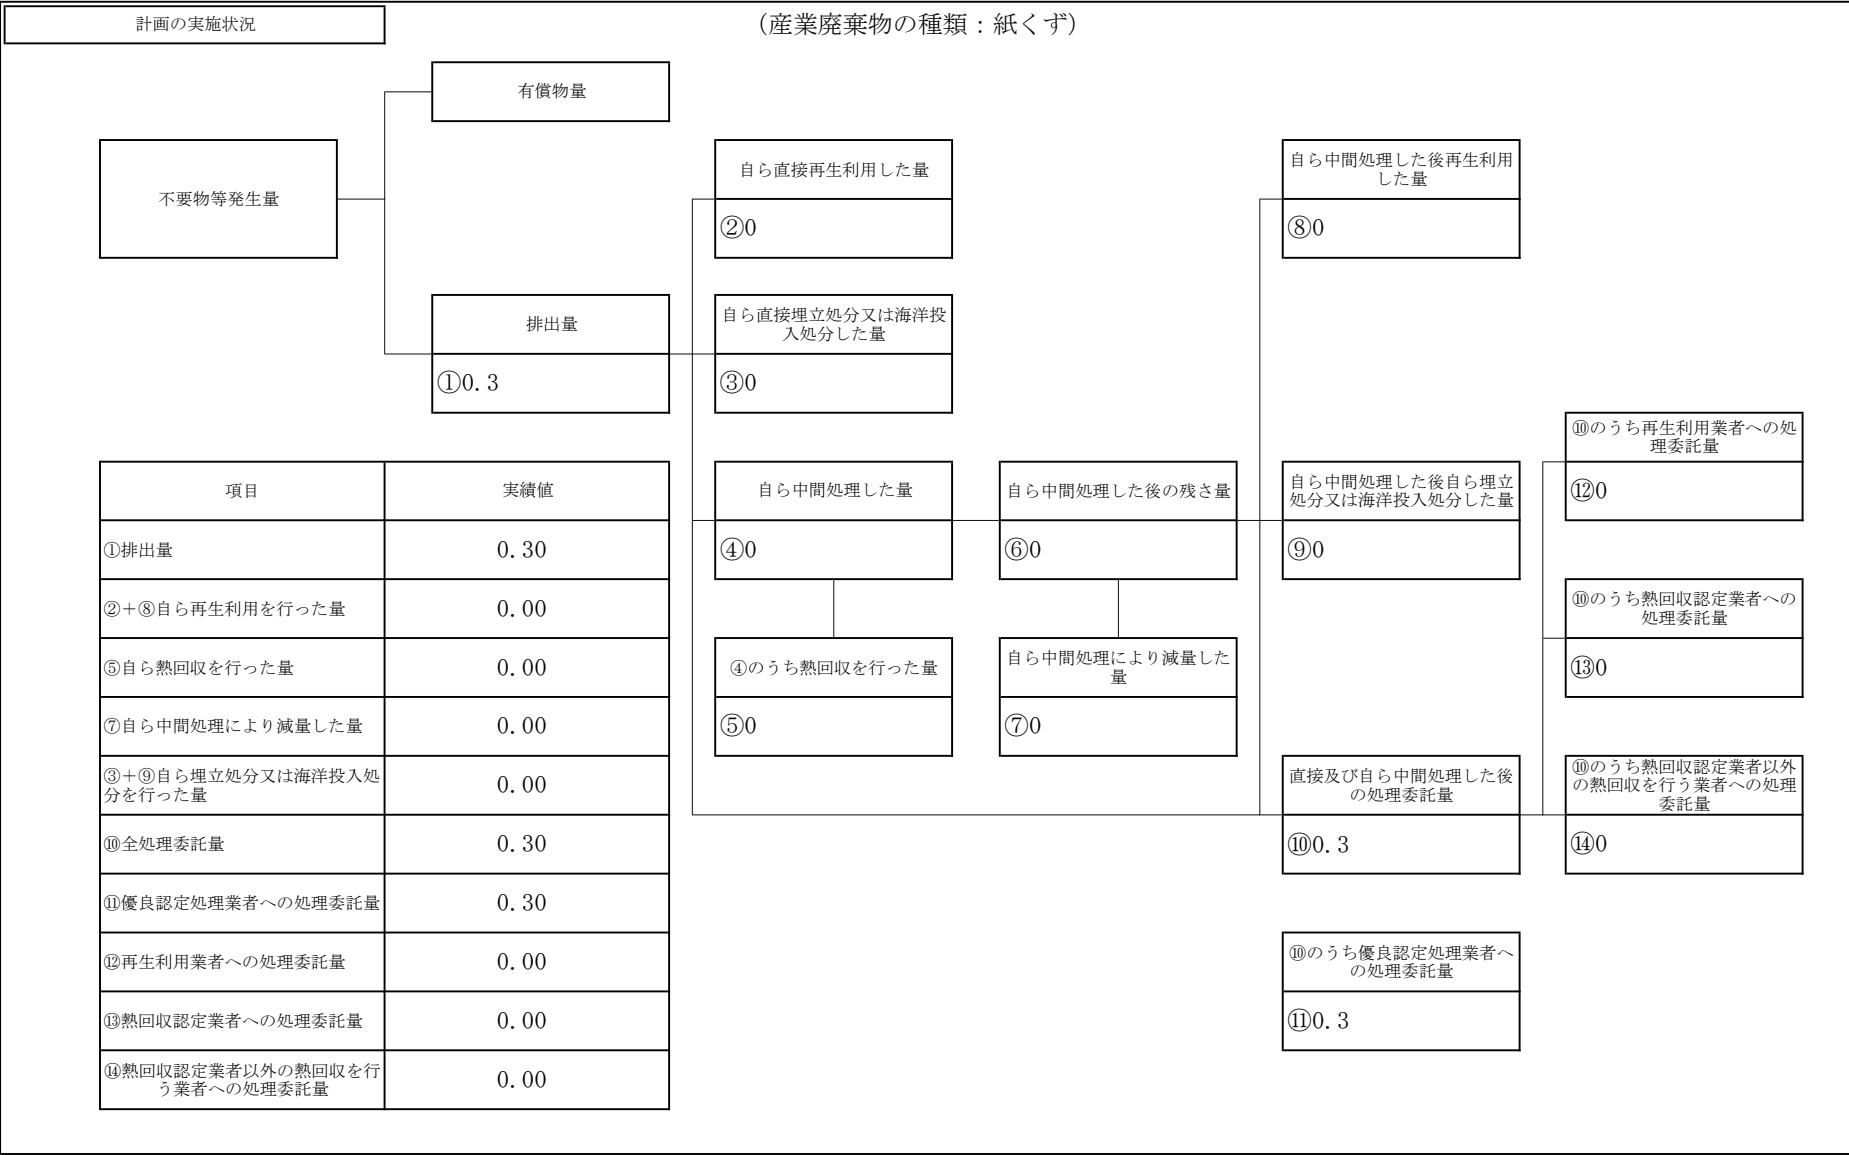 計画の実施状況
(産業廃棄物の種類：紙くず)
有償物量
不要物等発生量
自ら直接再生利用した量
②0
自ら中間処理した後再生利用
した量
⑧0
排出量
①0.3
自ら直接埋立処分又は海洋投
入処分した量
③0
⑩のうち再生利用業者への処
理委託量
⑫0
自ら中間処理した量
④0
自ら中間処理した後の残さ量
⑥0
自ら中間処理した後自ら埋立
処分又は海洋投入処分した量
⑨0
⑩のうち熱回収認定業者への
処理委託量
⑬0
④のうち熱回収を行った量
⑤0
自ら中間処理により減量した
量
⑦0
直接及び自ら中間処理した後
の処理委託量
⑩0.3
⑩のうち熱回収認定業者以外
の熱回収を行う業者への処理
委託量
⑭0
⑩のうち優良認定処理業者へ
の処理委託量
⑪0.3
項目 実績値
①排出量 0.30
②＋⑧自ら再生利用を行った量 0.00
⑤自ら熱回収を行った量 0.00
⑦自ら中間処理により減量した量 0.00
③＋⑨自ら埋立処分又は海洋投入処
分を行った量 0.00
⑩全処理委託量 0.30
⑪優良認定処理業者への処理委託量 0.30
⑫再生利用業者への処理委託量 0.00
⑬熱回収認定業者への処理委託量 0.00
⑭熱回収認定業者以外の熱回収を行
う業者への処理委託量 0.00